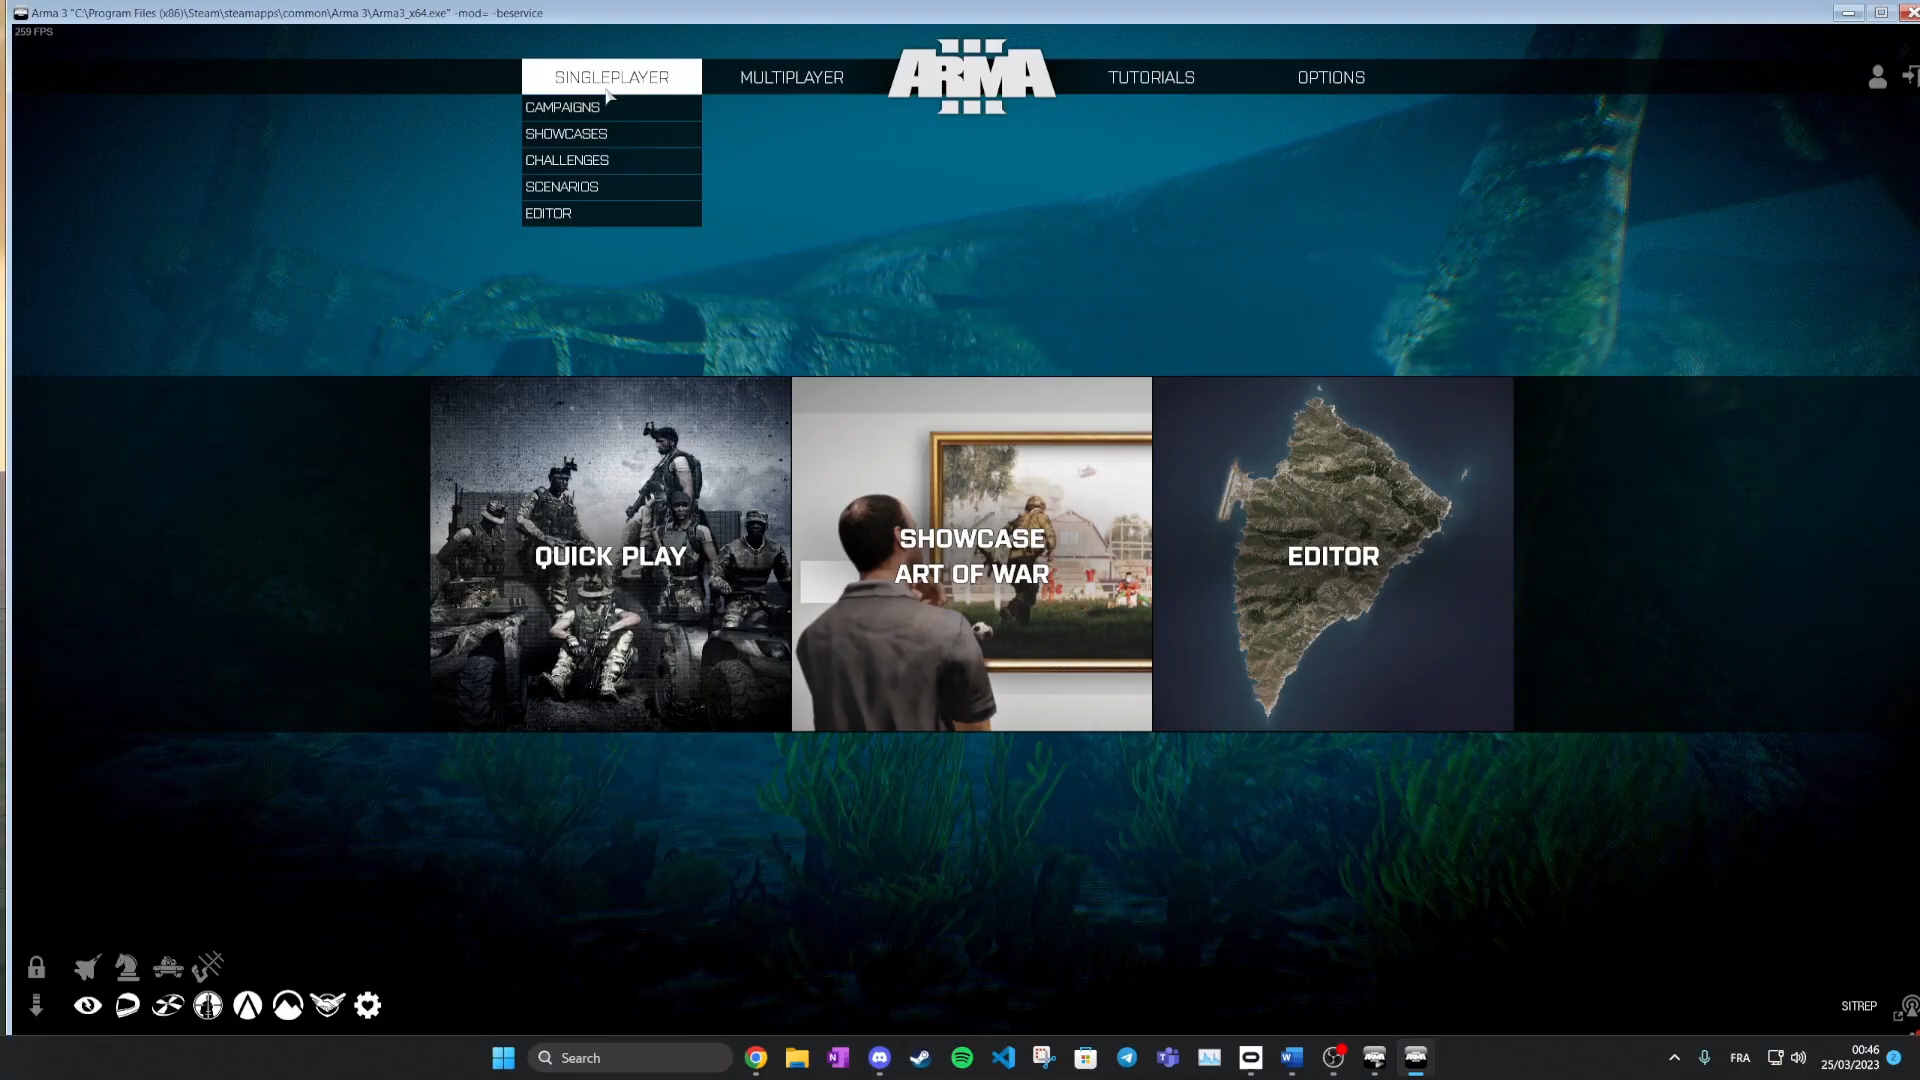 Arma 3 "C:\Program Files (x86)\Steam\steamapps\common\Arma 3\Arma3_x64.exe" -mod= -beservice
259 FPS
SINGLEPLAYER
MULTIPLAYER
ARMA
III
TUTORIALS
OPTIONS
CAMPAIGNS
SHOWCASES
CHALLENGES
SCENARIOS
EDITOR
QUICK PLAY
SHOWCASE
ART OF WAR
EDITOR
SITREP
Search
FRA
00:46
25/03/2023
2